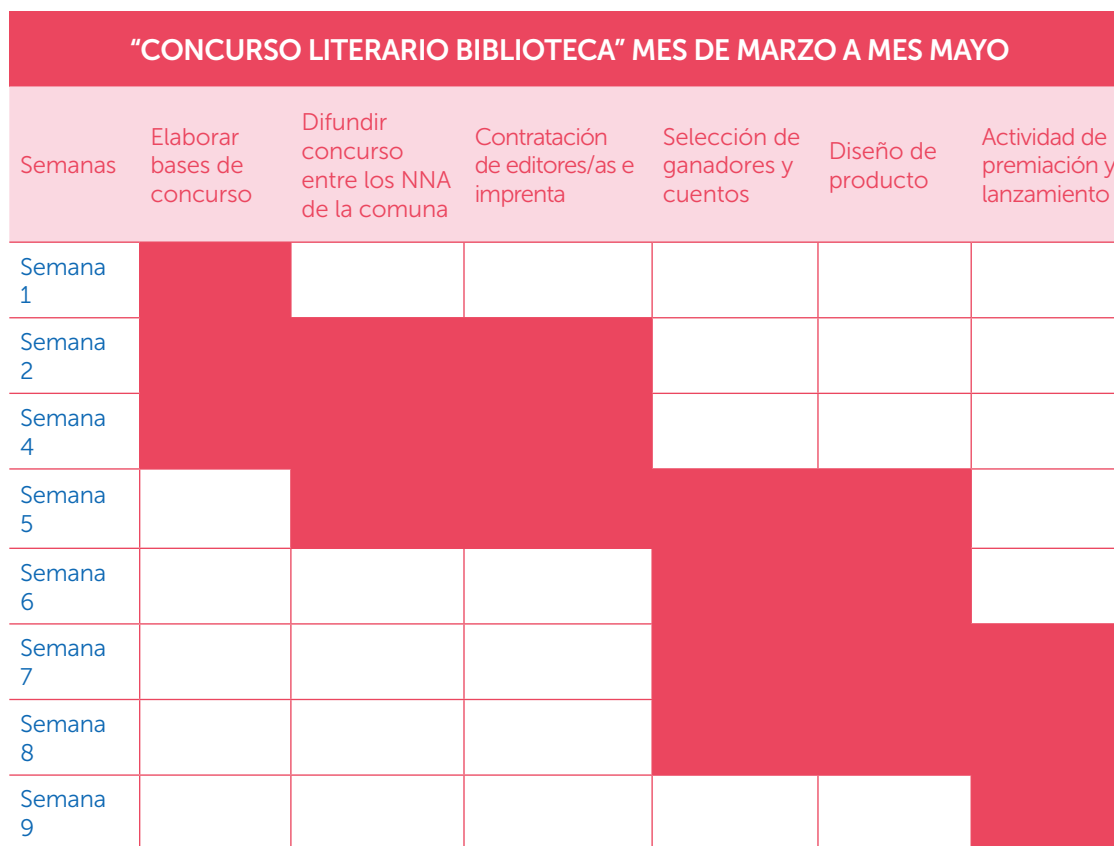 “CONCURSO LITERARIO BIBLIOTECA” MES DE MARZO A MES MAYO
Semanas
Elaborar
bases de
concurso
Difundir
concurso
entre los NNA
de la comuna
Contratación
de editores/as e
imprenta
Selección de
ganadores y
cuentos
Diseño de
producto
Actividad de
premiación y
lanzamiento
Semana
1
Semana
2
Semana
4
Semana
5
Semana
6
Semana
7
Semana
8
Semana
9